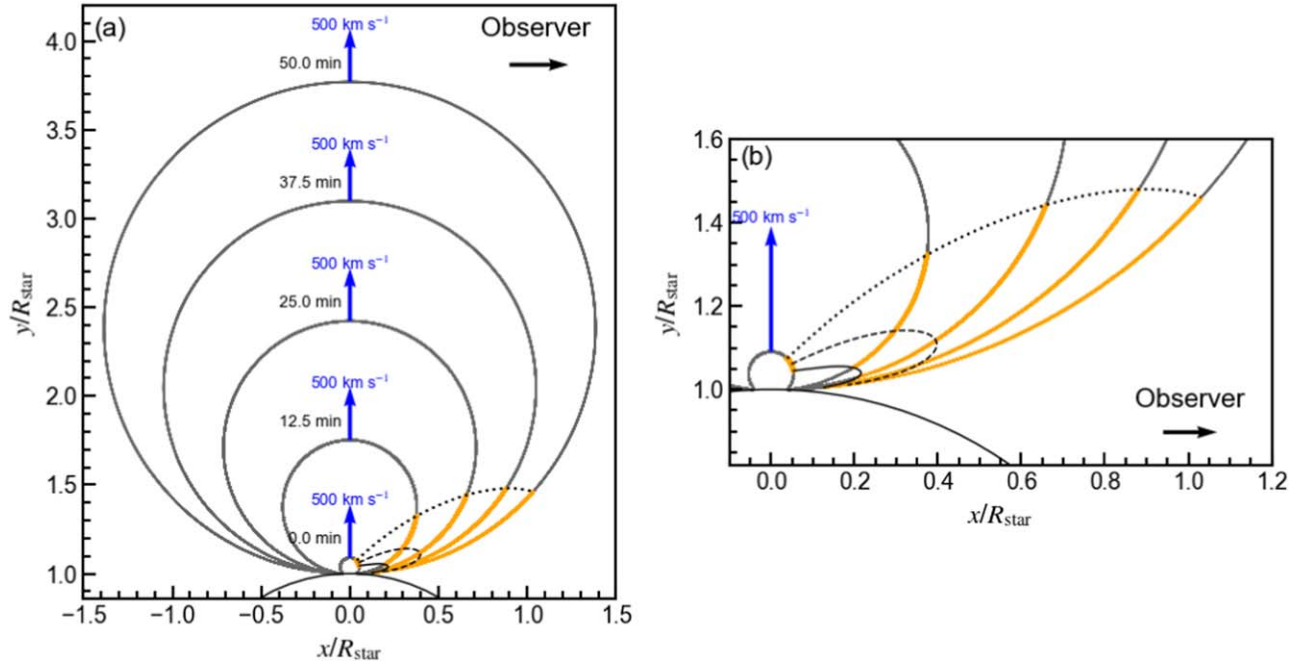 (a)
Observer
500 km s⁻¹
50.0 min
500 km s⁻¹
37.5 min
500 km s⁻¹
25.0 min
500 km s⁻¹
12.5 min
500 km s⁻¹
0.0 min
4.0
3.5
3.0
2.5
2.0
1.5
1.0
y/Rstar
−1.5 −1.0 −0.5 0.0 0.5 1.0 1.5
x/Rstar
(b)
500 km s⁻¹
Observer
1.6
1.4
1.2
1.0
y/Rstar
0.0 0.2 0.4 0.6 0.8 1.0 1.2
x/Rstar